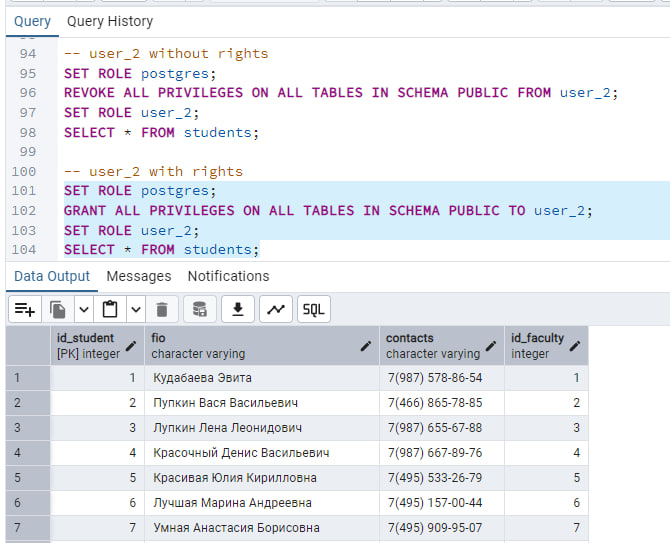 Query Query History
94 -- user_2 without rights
95 SET ROLE postgres;
96 REVOKE ALL PRIVILEGES ON ALL TABLES IN SCHEMA PUBLIC FROM user_2;
97 SET ROLE user_2;
98 SELECT * FROM students;
99
100 -- user_2 with rights
101 SET ROLE postgres;
102 GRANT ALL PRIVILEGES ON ALL TABLES IN SCHEMA PUBLIC TO user_2;
103 SET ROLE user_2;
104 SELECT * FROM students;
Data Output Messages Notifications
SQL
id_student fio contacts id_faculty
[PK] integer character varying character varying integer
1 1 Кудабаева Эвита 7(987) 578-86-54 1
2 2 Пупкин Вася Васильевич 7(466) 865-78-85 2
3 3 Лупкин Лена Леонидович 7(987) 655-67-88 3
4 4 Красочный Денис Васильевич 7(987) 667-89-76 4
5 5 Красивая Юлия Кирилловна 7(495) 533-26-79 5
6 6 Лучшая Марина Андреевна 7(495) 157-00-44 6
7 7 Умная Анастасия Борисовна 7(495) 909-95-07 7